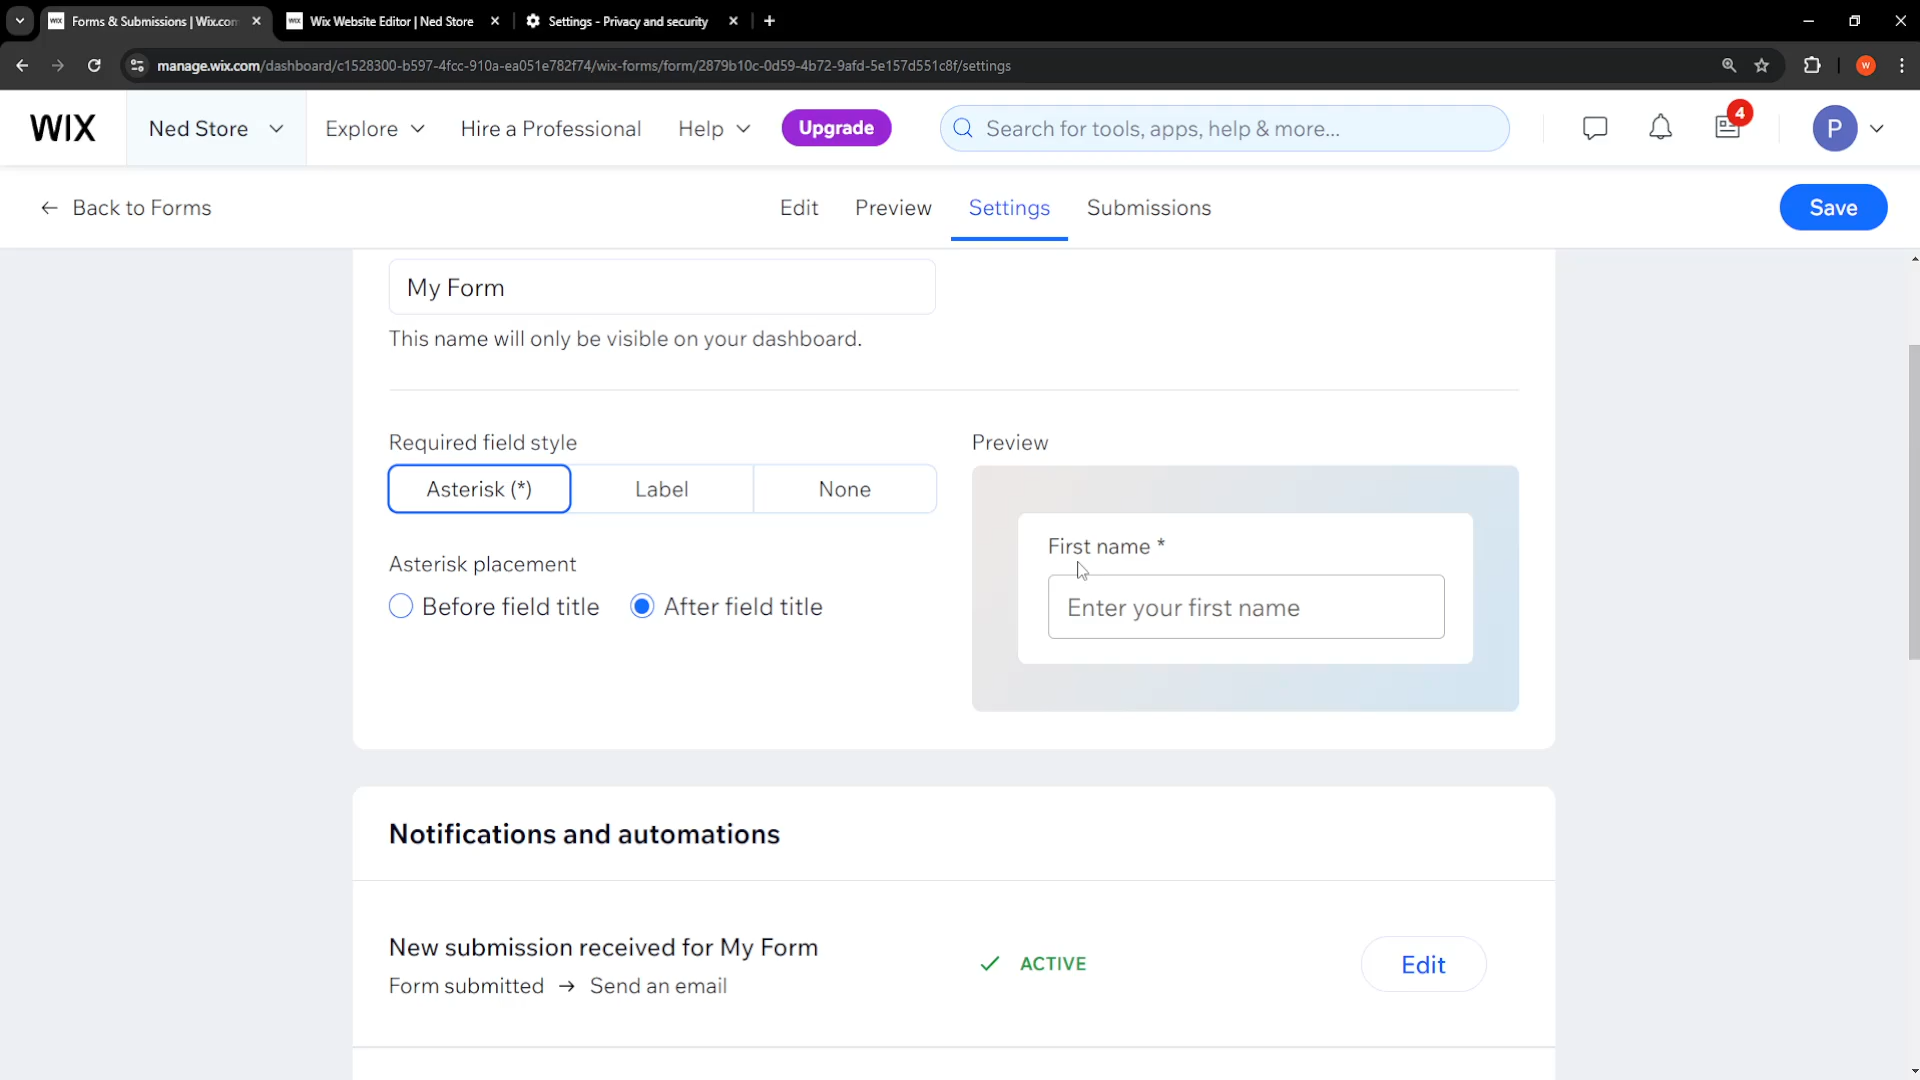 Forms & Submissions | Wix.com
Wix Website Editor | Ned Store
Settings - Privacy and security
manage.wix.com/dashboard/c1528300-b597-4fcc-910a-ea051e782f74/wix-forms/form/2879b10c-0d59-4b72-9afd-5e157d551c8f/settings
W
WIX
Ned Store
Explore
Hire a Professional
Help
Upgrade
Search for tools, apps, help & more...
4
P
Back to Forms
Edit
Preview
Settings
Submissions
Save
My Form
This name will only be visible on your dashboard.
Required field style
Preview
Asterisk (*)
Label
None
First name *
Asterisk placement
Before field title
After field title
Enter your first name
Notifications and automations
New submission received for My Form
ACTIVE
Edit
Form submitted → Send an email